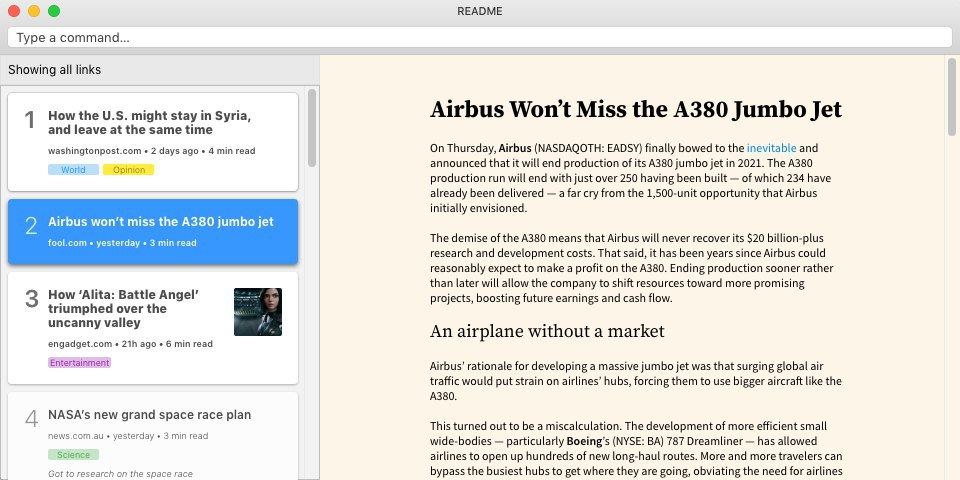 README
Type a command...
Showing all links
1
How the U.S. might stay in Syria,
and leave at the same time
washingtonpost.com • 2 days ago • 4 min read
World Opinion
2
Airbus won’t miss the A380 jumbo jet
fool.com • yesterday • 3 min read
3
How ‘Alita: Battle Angel’
triumphed over the
uncanny valley
engadget.com • 21h ago • 6 min read
Entertainment
4
NASA’s new grand space race plan
news.com.au • yesterday • 3 min read
Science
Got to research on the space race
Airbus Won’t Miss the A380 Jumbo Jet
On Thursday, Airbus (NASDAQOTH: EADSY) finally bowed to the inevitable and
announced that it will end production of its A380 jumbo jet in 2021. The A380
production run will end with just over 250 having been built — of which 234 have
already been delivered — a far cry from the 1,500-unit opportunity that Airbus
initially envisioned.
The demise of the A380 means that Airbus will never recover its $20 billion-plus
research and development costs. That said, it has been years since Airbus could
reasonably expect to make a profit on the A380. Ending production sooner rather
than later will allow the company to shift resources toward more promising
projects, boosting future earnings and cash flow.
An airplane without a market
Airbus’ rationale for developing a massive jumbo jet was that surging global air
traffic would put strain on airlines’ hubs, forcing them to use bigger aircraft like the
A380.
This turned out to be a miscalculation. The development of more efficient small
wide-bodies — particularly Boeing’s (NYSE: BA) 787 Dreamliner — has allowed
airlines to open up hundreds of new long-haul routes. More and more travelers can
bypass the busiest hubs to get where they are going, obviating the need for airlines